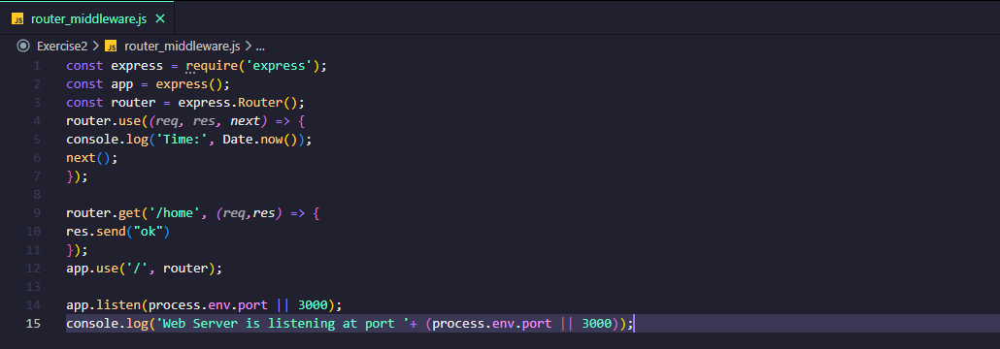 JS router_middleware.js ×
Exercise2 > JS router_middleware.js > ...
1 const express = require('express');
2 const app = express();
3 const router = express.Router();
4 router.use((req, res, next) => {
5 console.log('Time:', Date.now());
6 next();
7 });
8
9 router.get('/home', (req,res) => {
10 res.send("ok")
11 });
12 app.use('/', router);
13
14 app.listen(process.env.port || 3000);
15 console.log('Web Server is listening at port '+ (process.env.port || 3000));